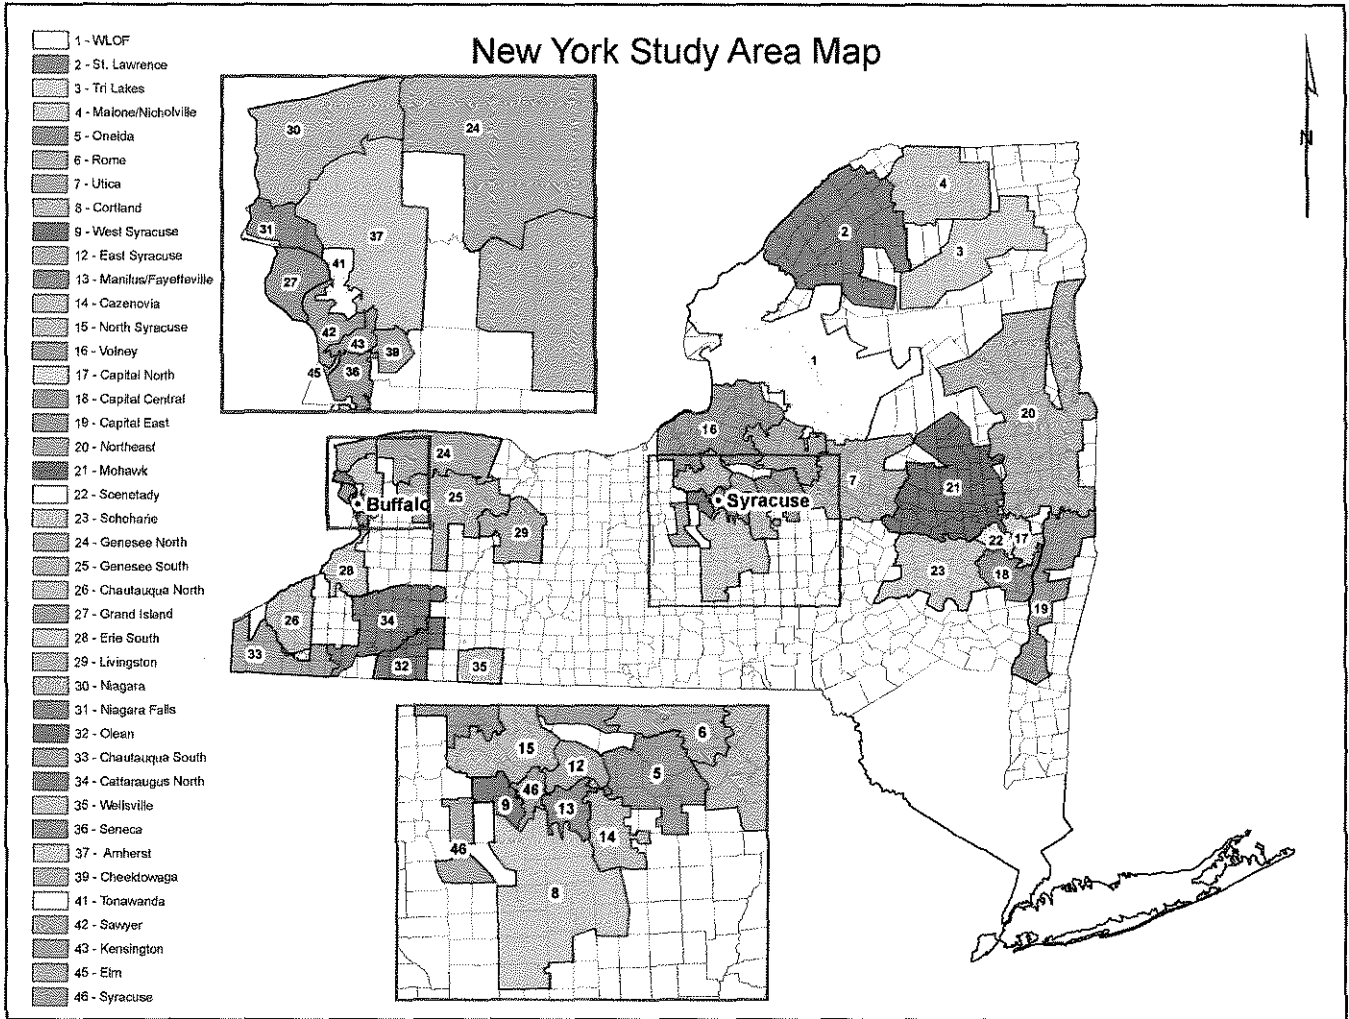 New York Study Area Map
1 - WLOF
2 - St. Lawrence
3 - Tri Lakes
4 - Malone/Nicholville
5 - Oneida
6 - Rome
7 - Utica
8 - Cortland
9 - West Syracuse
12 - East Syracuse
13 - Manilus/Fayetteville
14 - Cazenovia
15 - North Syracuse
16 - Volney
17 - Capital North
18 - Capital Central
19 - Capital East
20 - Northeast
21 - Mohawk
22 - Scenetady
23 - Schoharie
24 - Genesee North
25 - Genesee South
26 - Chautauqua North
27 - Grand Island
28 - Erie South
29 - Livingston
30 - Niagara
31 - Niagara Falls
32 - Olean
33 - Chautauqua South
34 - Cattaraugus North
35 - Wellsville
36 - Seneca
37 - Amherst
39 - Cheektowaga
41 - Tonawanda
42 - Sawyer
43 - Kensington
45 - Elm
46 - Syracuse
30
24
31
37
41
27
42
43
39
45
36
N
4
2
3
1
20
16
24
7
21
Buffalo
25
Syracuse
29
22
17
28
23
18
26
34
19
33
32
35
6
15
12
5
46
9
13
14
46
8